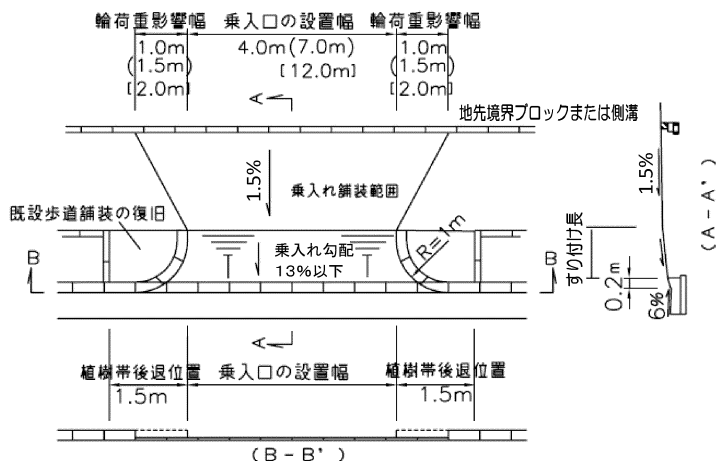 輪荷重影響幅 乗入口の設置幅 輪荷重影響幅
1.0m 4.0m(7.0m) 1.0m
(1.5m) [12.0m] (1.5m)
[2.0m] [2.0m]
A
地先境界ブロックまたは側溝
1.5%
乗入れ舗装範囲
1.5%
(A-A')
既設歩道舗装の復旧
R=1m
すり付け長
B
乗入れ勾配
13%以下
B
0.2m
6%
A
植樹帯後退位置 乗入口の設置幅 植樹帯後退位置
1.5m 1.5m
(B-B')